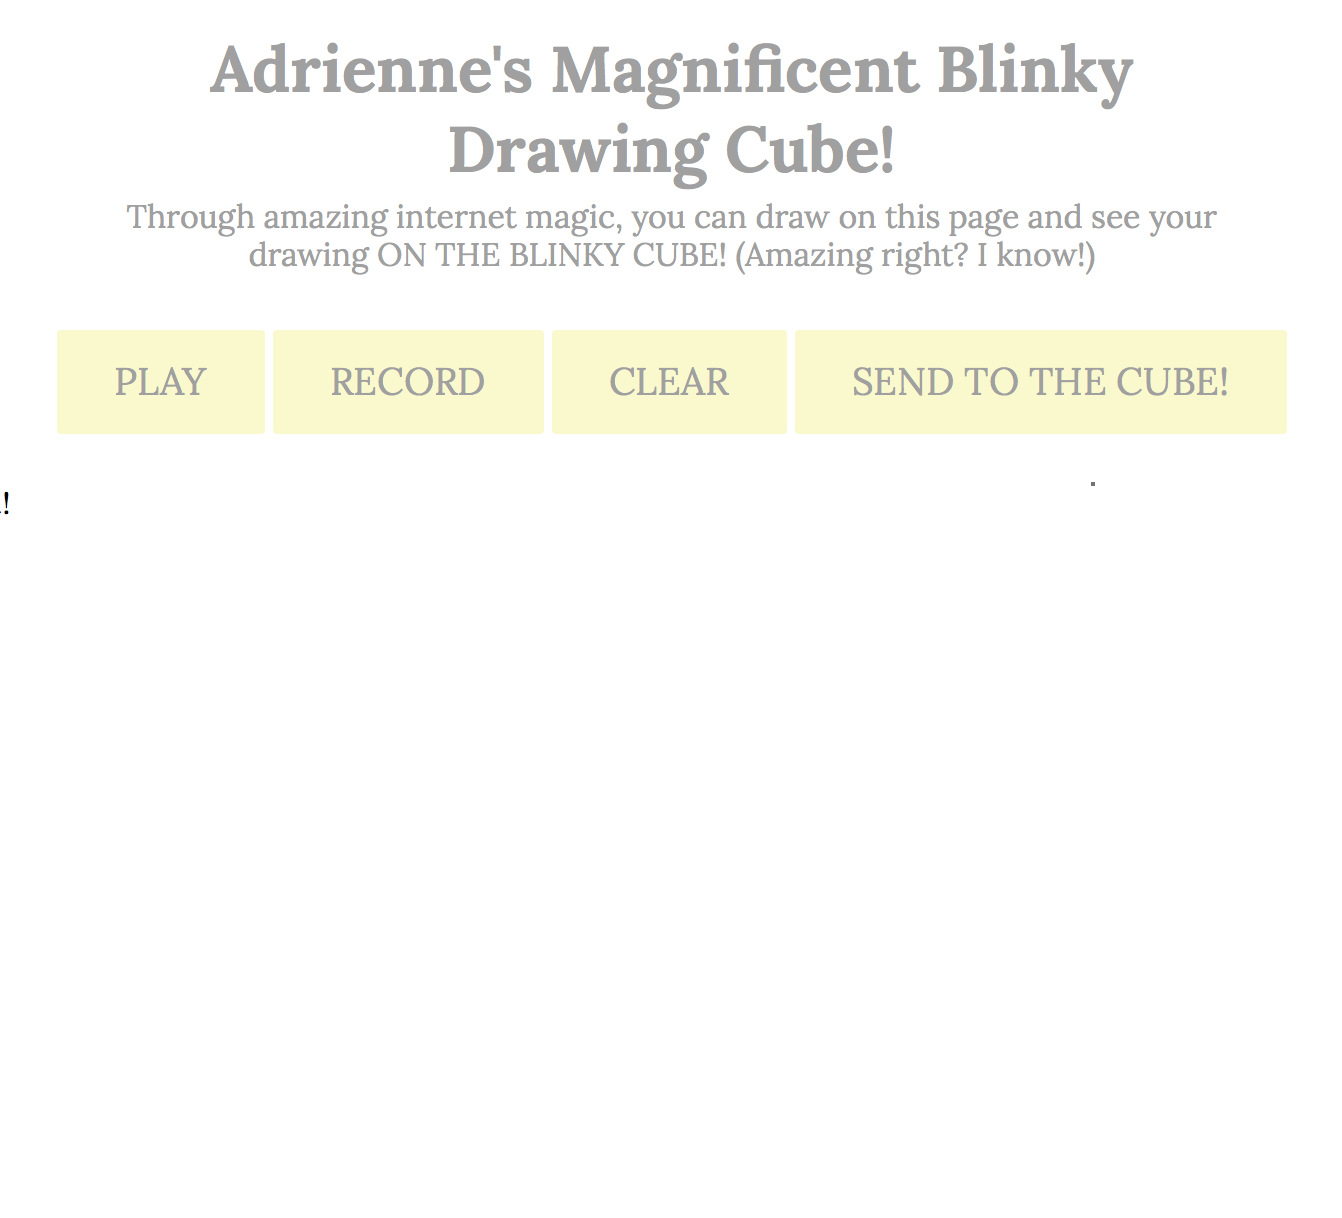 Adrienne's Magnificent Blinky
Drawing Cube!
Through amazing internet magic, you can draw on this page and see your
drawing ON THE BLINKY CUBE! (Amazing right? I know!)
PLAY RECORD CLEAR SEND TO THE CUBE!
!